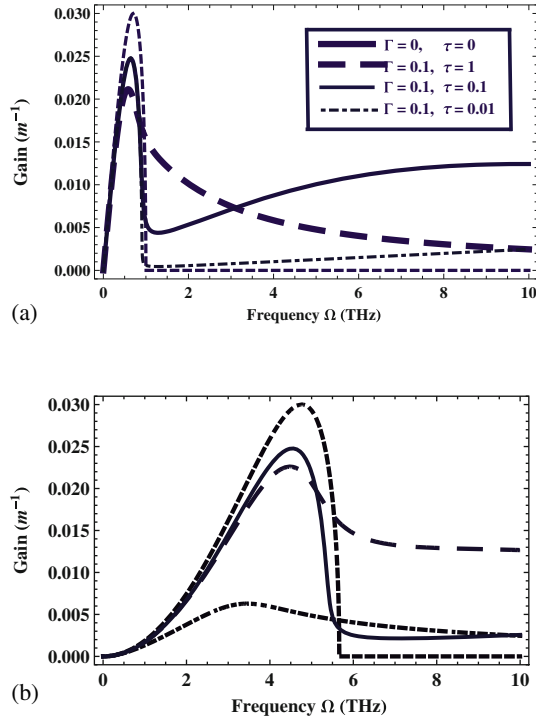 0.030
0.025
0.020
0.015
0.010
0.005
0.000
Gain (m⁻¹)
Γ = 0, τ = 0
Γ = 0.1, τ = 1
Γ = 0.1, τ = 0.1
Γ = 0.1, τ = 0.01
0 2 4 6 8 10
Frequency Ω (THz)
(a)
0.030
0.025
0.020
0.015
0.010
0.005
0.000
Gain (m⁻¹)
0 2 4 6 8 10
Frequency Ω (THz)
(b)